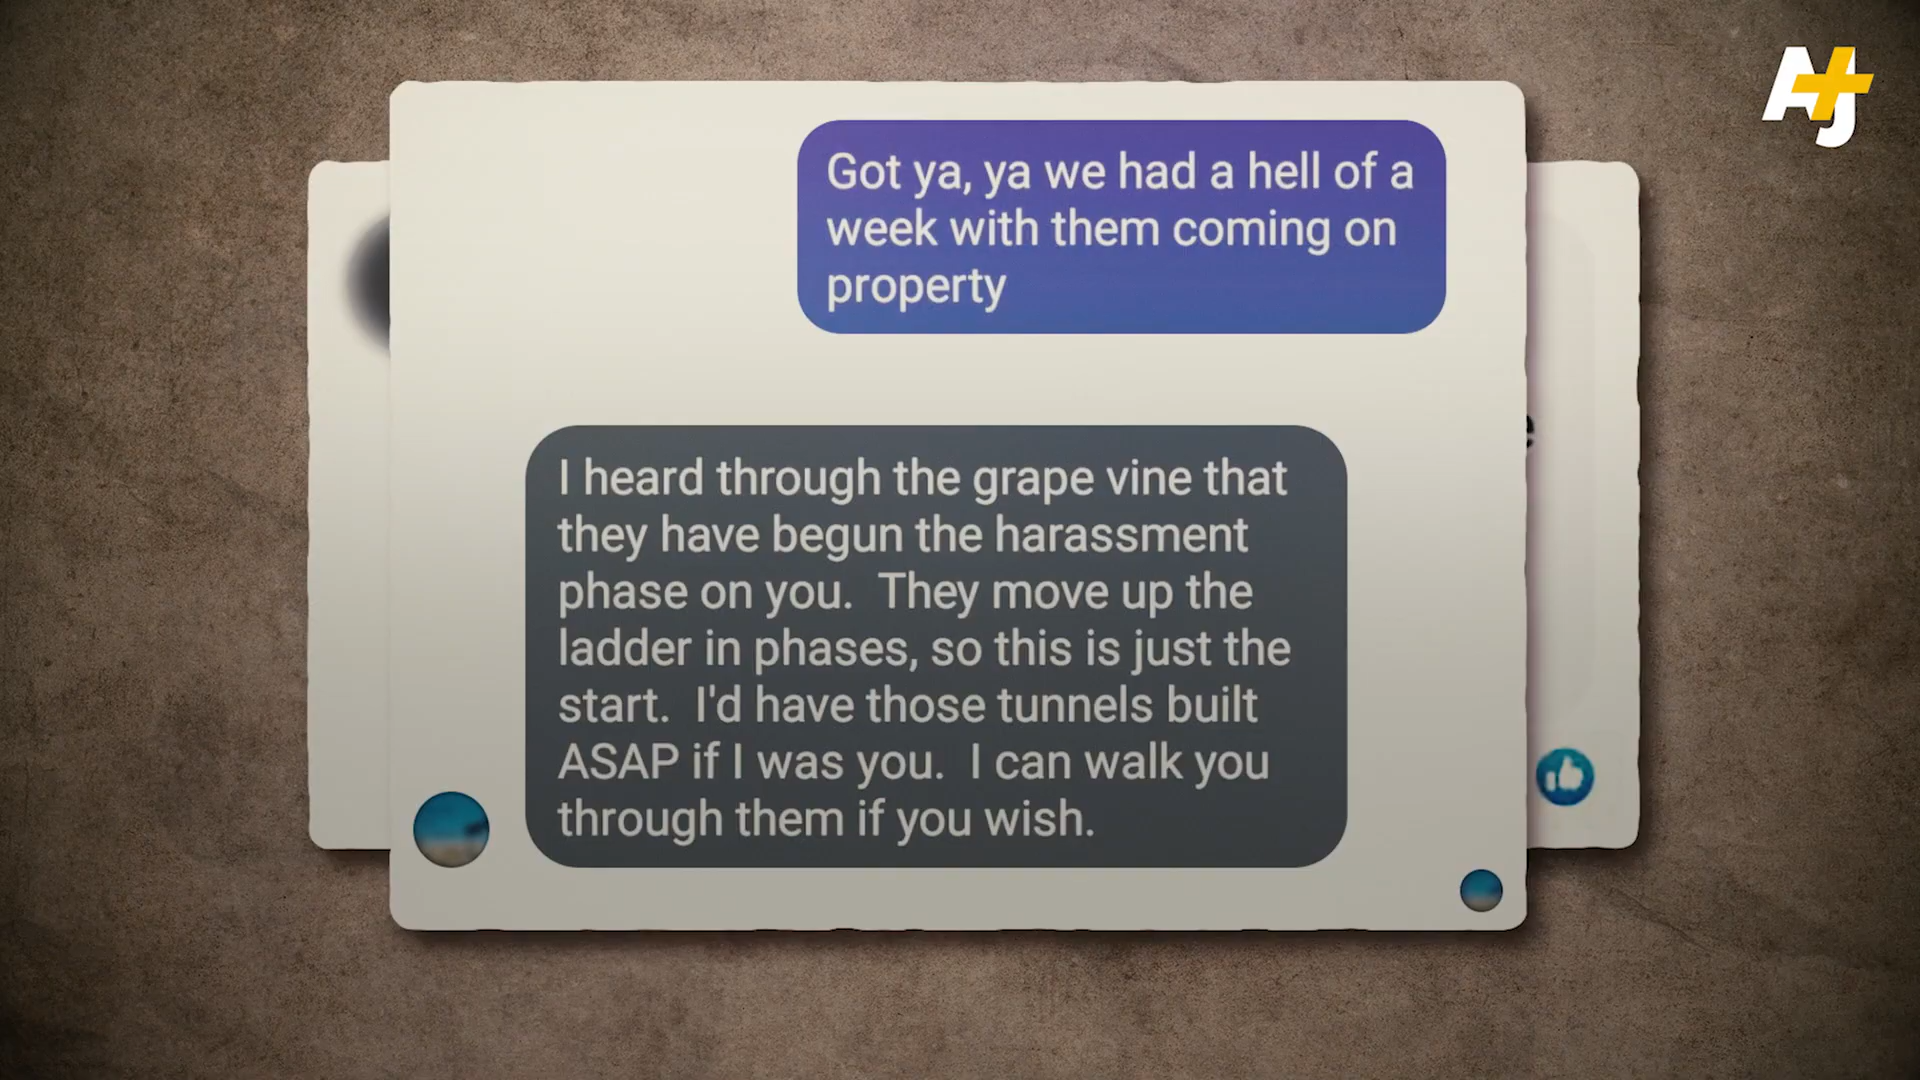 AJ+
Got ya, ya we had a hell of a
week with them coming on
property
I heard through the grape vine that
they have begun the harassment
phase on you.  They move up the
ladder in phases, so this is just the
start.  I'd have those tunnels built
ASAP if I was you.  I can walk you
through them if you wish.